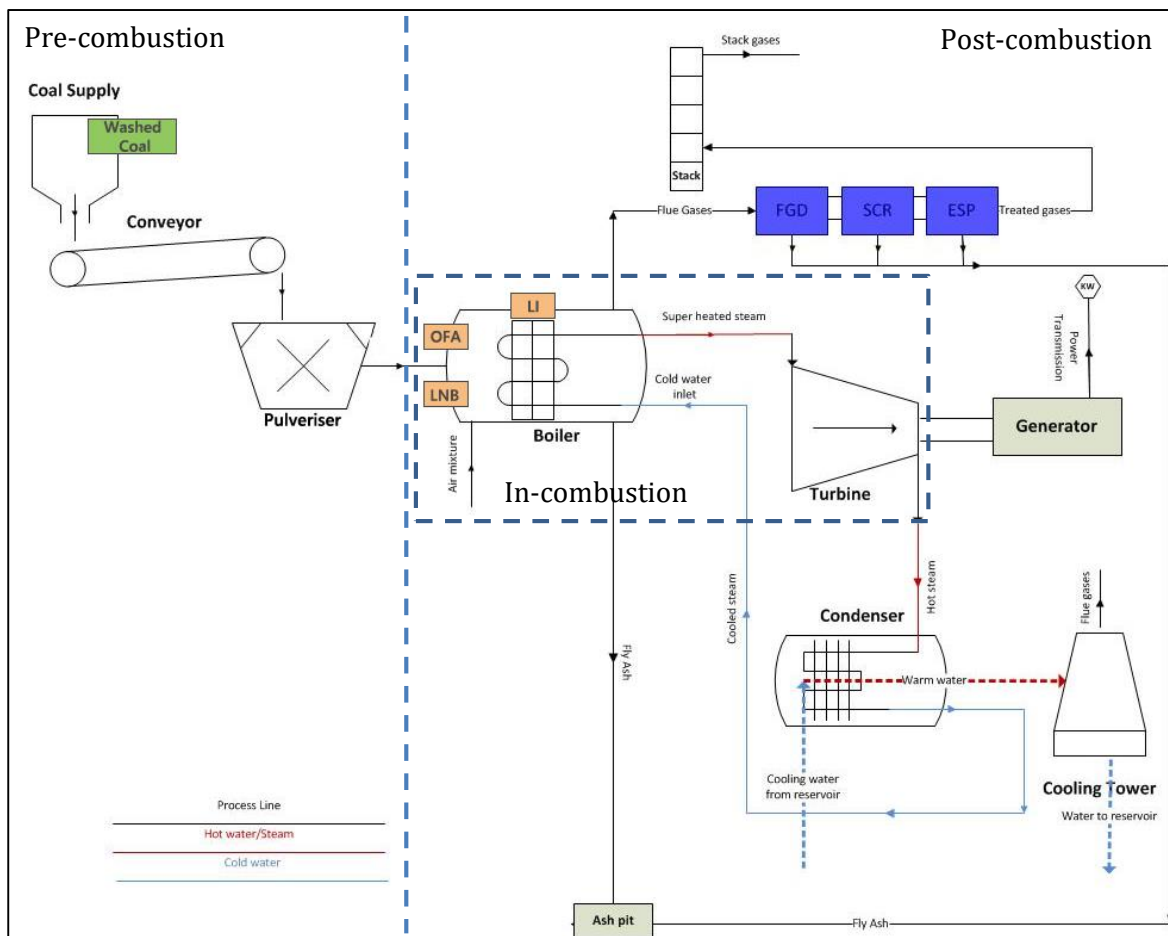 Pre-combustion
Post-combustion
Coal Supply
Washed
Coal
Conveyor
Pulveriser
Stack gases
Stack
Flue Gases
FGD
SCR
ESP
Treated gases
OFA
LI
LNB
Boiler
Air mixture
Super heated steam
Cold water
inlet
In-combustion
Turbine
KW
Power
Transmission
Generator
Hot steam
Cooled steam
Fly Ash
Condenser
Warm water
Cooling water
from reservoir
Flue gases
Cooling Tower
Water to reservoir
Process Line
Hot water/Steam
Cold water
Ash pit
Fly Ash